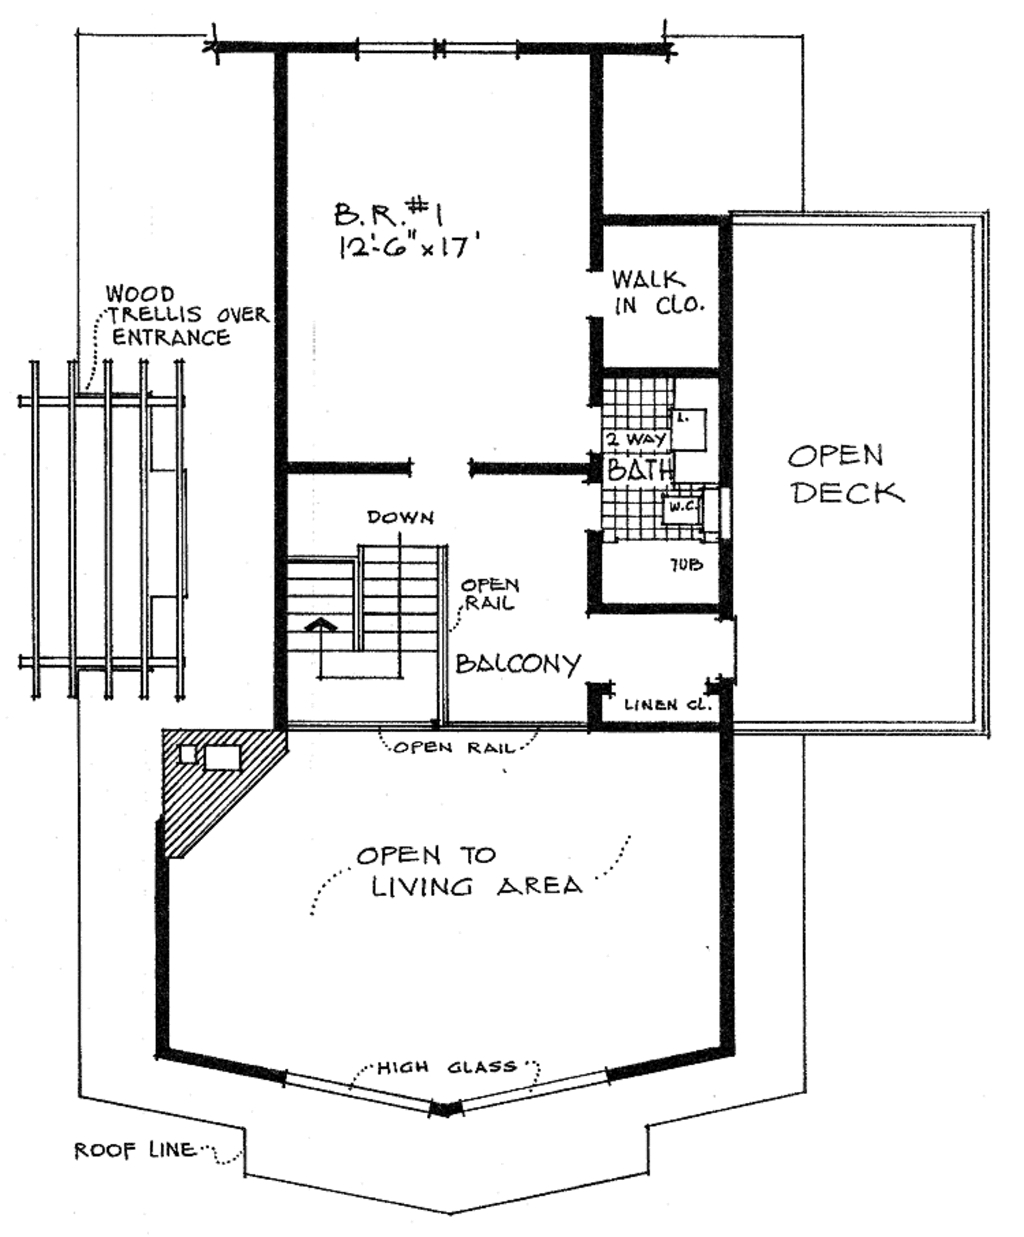 B.R.#1
12'-6" x 17'
WOOD
TRELLIS OVER
ENTRANCE
WALK
IN CLO.
L.
2 WAY
BATH
W.C.
TUB
OPEN
DECK
DOWN
OPEN
RAIL
BALCONY
LINEN CL.
OPEN RAIL
OPEN TO
LIVING AREA
HIGH GLASS
ROOF LINE